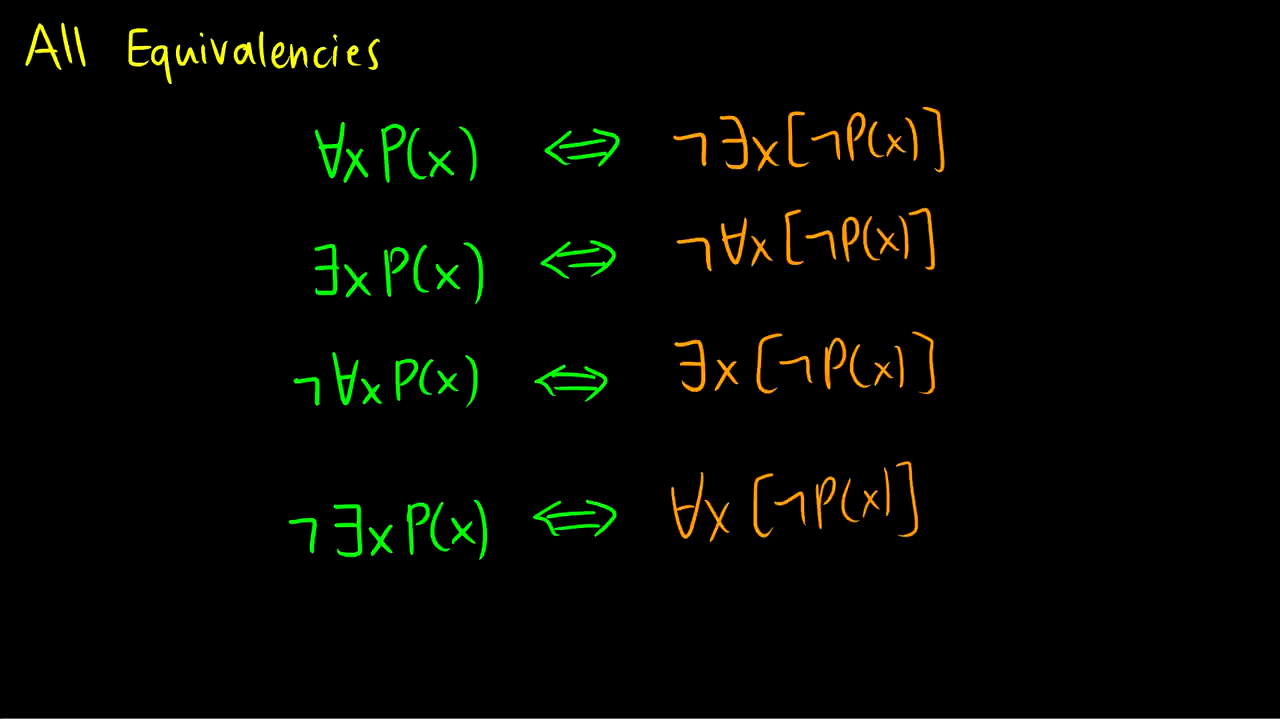 All Equivalencies
∀x P(x) ⇔ ¬∃x[¬P(x)]
∃x P(x) ⇔ ¬∀x[¬P(x)]
¬∀x P(x) ⇔ ∃x[¬P(x)]
¬∃x P(x) ⇔ ∀x[¬P(x)]